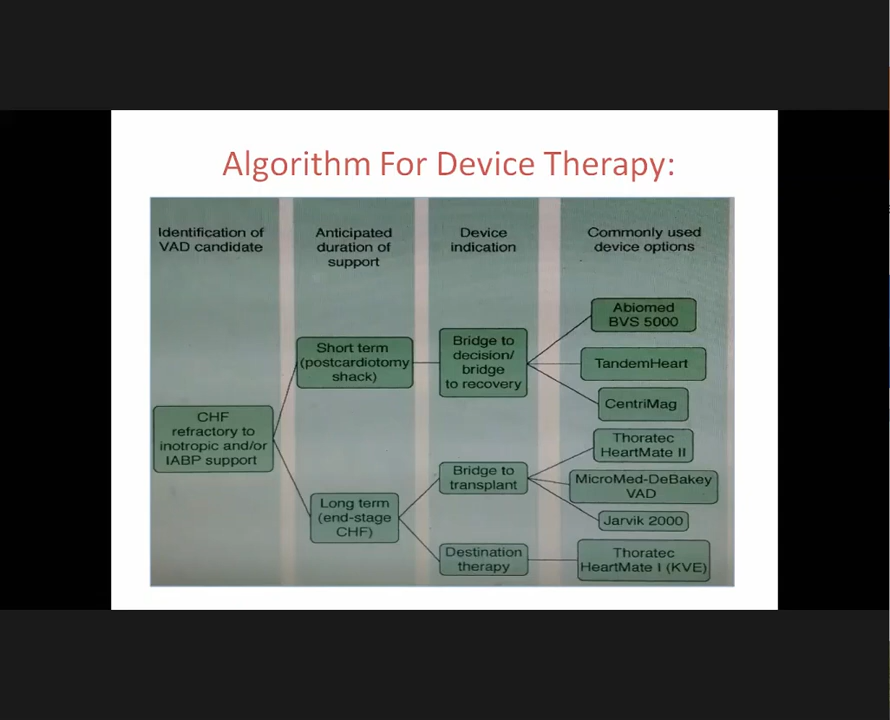 Algorithm For Device Therapy:
Identification of
VAD candidate
Anticipated
duration of
support
Device
indication
Commonly used
device options
CHF
refractory to
inotropic and/or
IABP support
Short term
(postcardiotomy
shack)
Long term
(end-stage
CHF)
Bridge to
decision/
bridge
to recovery
Bridge to
transplant
Destination
therapy
Abiomed
BVS 5000
TandemHeart
CentriMag
Thoratec
HeartMate II
MicroMed-DeBakey
VAD
Jarvik 2000
Thoratec
HeartMate I (KVE)